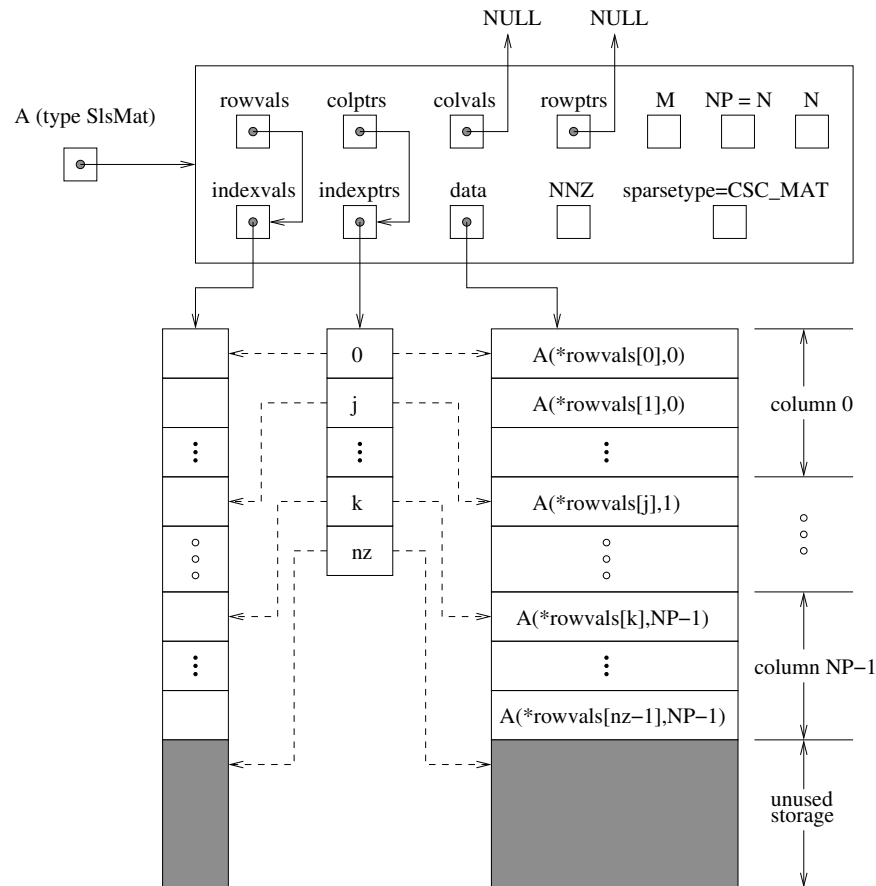 NULL NULL
rowvals colptrs colvals rowptrs M NP = N N
A (type SlsMat)
indexvals indexptrs data NNZ sparsetype=CSC_MAT
0 A(*rowvals[0],0)
j A(*rowvals[1],0) column 0
k A(*rowvals[j],1)
nz
A(*rowvals[k],NP−1)
column NP−1
A(*rowvals[nz−1],NP−1)
unused
storage